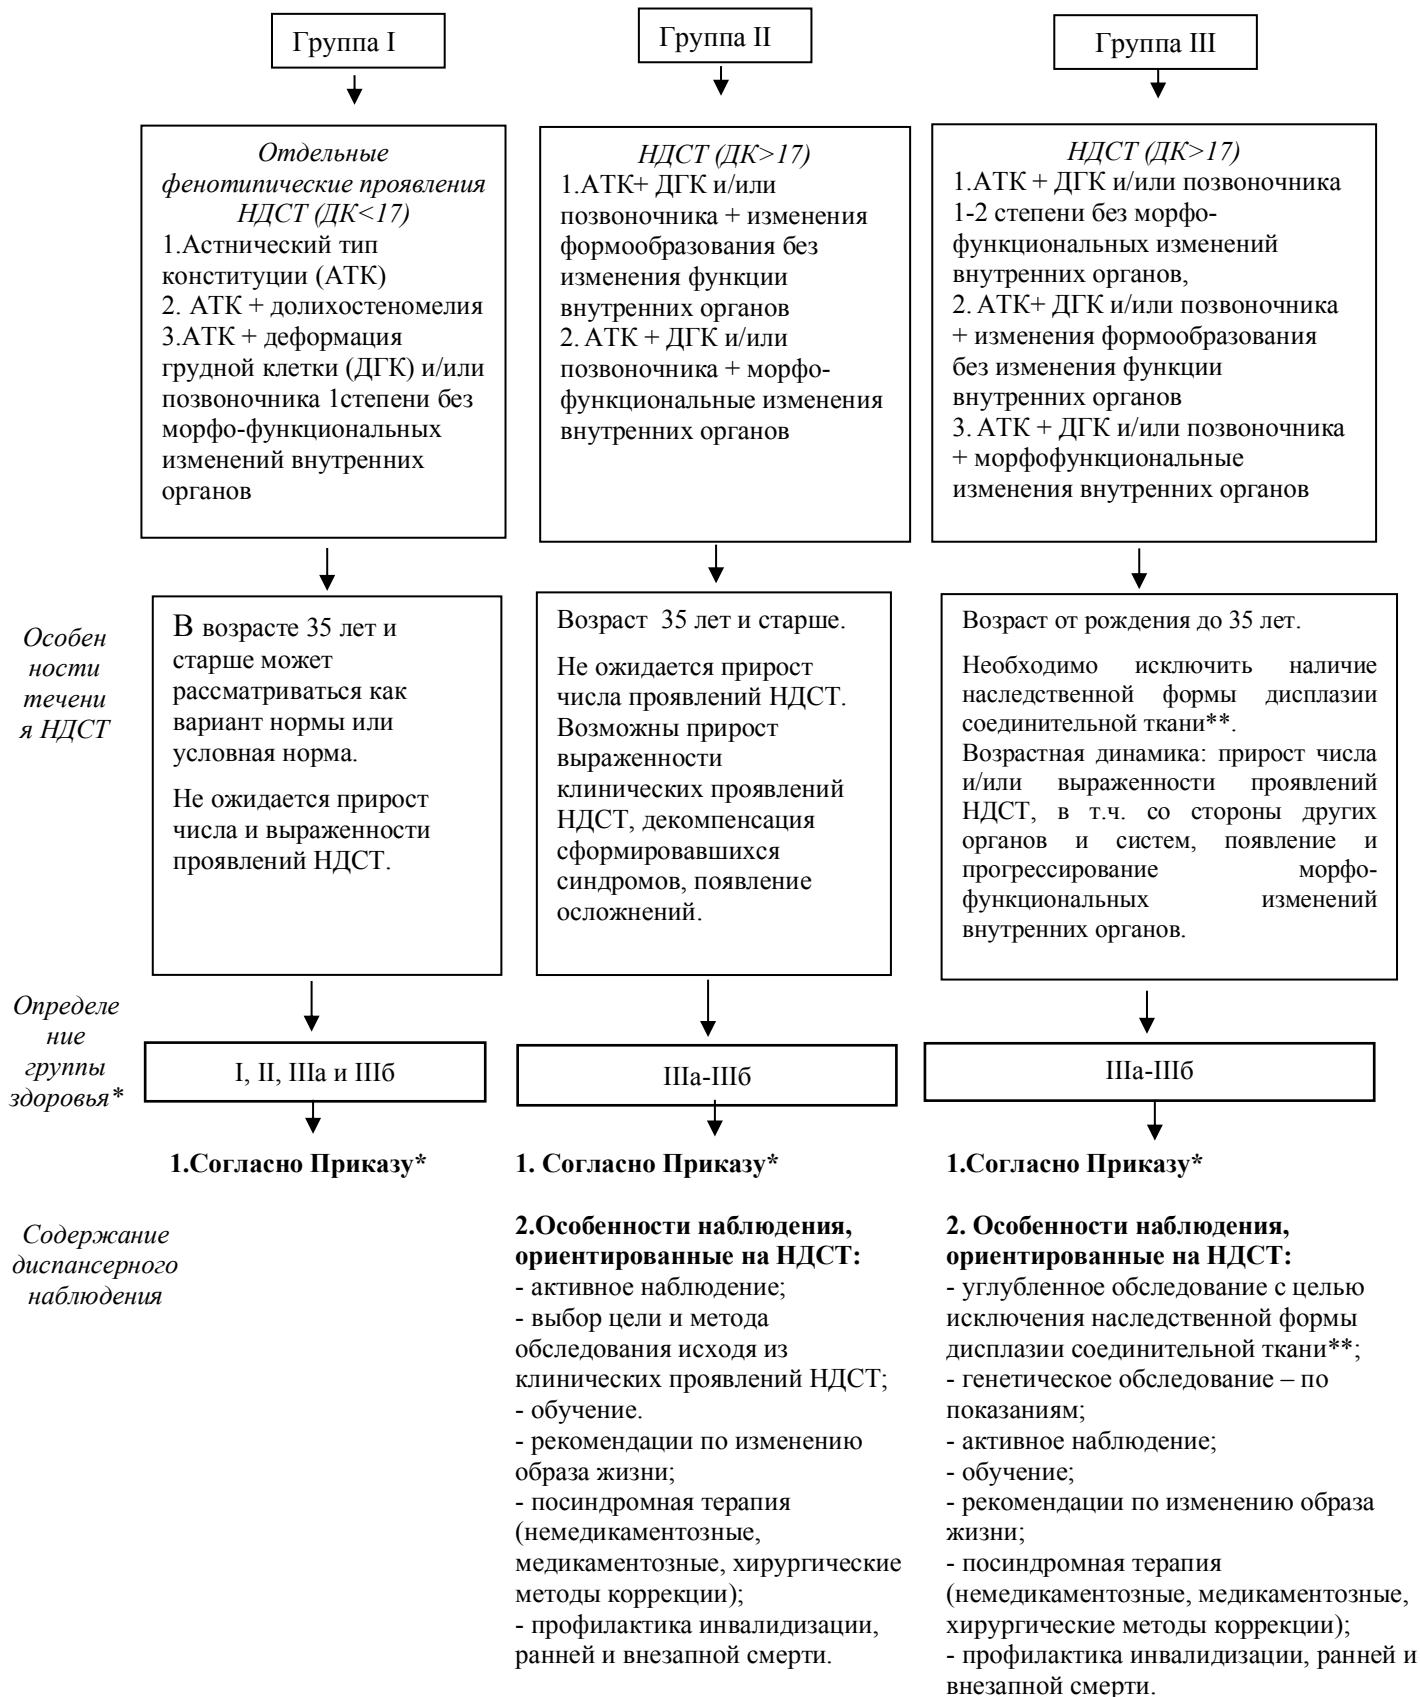 Группа I
Группа II
Группа III
Отдельные
фенотипические проявления
НДСТ (ДК<17)
1.Астнический тип
конституции (АТК)
2. АТК + долихостеномелия
3.АТК + деформация
грудной клетки (ДГК) и/или
позвоночника 1степени без
морфо-функциональных
изменений внутренних
органов
НДСТ (ДК>17)
1.АТК+ ДГК и/или
позвоночника + изменения
формообразования без
изменения функции
внутренних органов
2. АТК + ДГК и/или
позвоночника + морфо-
функциональные изменения
внутренних органов
НДСТ (ДК>17)
1.АТК + ДГК и/или позвоночника
1-2 степени без морфо-
функциональных изменений
внутренних органов,
2. АТК+ ДГК и/или позвоночника
+ изменения формообразования
без изменения функции
внутренних органов
3. АТК + ДГК и/или позвоночника
+ морфофункциональные
изменения внутренних органов
Особен
ности
течени
я НДСТ
В возрасте 35 лет и
старше может
рассматриваться как
вариант нормы или
условная норма.
Не ожидается прирост
числа и выраженности
проявлений НДСТ.
Возраст 35 лет и старше.
Не ожидается прирост
числа проявлений НДСТ.
Возможны прирост
выраженности
клинических проявлений
НДСТ, декомпенсация
сформировавшихся
синдромов, появление
осложнений.
Возраст от рождения до 35 лет.
Необходимо исключить наличие
наследственной формы дисплазии
соединительной ткани**.
Возрастная динамика: прирост числа
и/или выраженности проявлений
НДСТ, в т.ч. со стороны других
органов и систем, появление и
прогрессирование морфо-
функциональных изменений
внутренних органов.
Определе
ние
группы
здоровья*
I, II, IIIа и IIIб
IIIа-IIIб
IIIа-IIIб
Содержание
диспансерного
наблюдения
1.Согласно Приказу*
1. Согласно Приказу*
2.Особенности наблюдения,
ориентированные на НДСТ:
- активное наблюдение;
- выбор цели и метода
обследования исходя из
клинических проявлений НДСТ;
- обучение.
- рекомендации по изменению
образа жизни;
- посиндромная терапия
(немедикаментозные,
медикаментозные, хирургические
методы коррекции);
- профилактика инвалидизации,
ранней и внезапной смерти.
1.Согласно Приказу*
2. Особенности наблюдения,
ориентированные на НДСТ:
- углубленное обследование с целью
исключения наследственной формы
дисплазии соединительной ткани**;
- генетическое обследование – по
показаниям;
- активное наблюдение;
- обучение;
- рекомендации по изменению образа
жизни;
- посиндромная терапия
(немедикаментозные, медикаментозные,
хирургические методы коррекции);
- профилактика инвалидизации, ранней и
внезапной смерти.